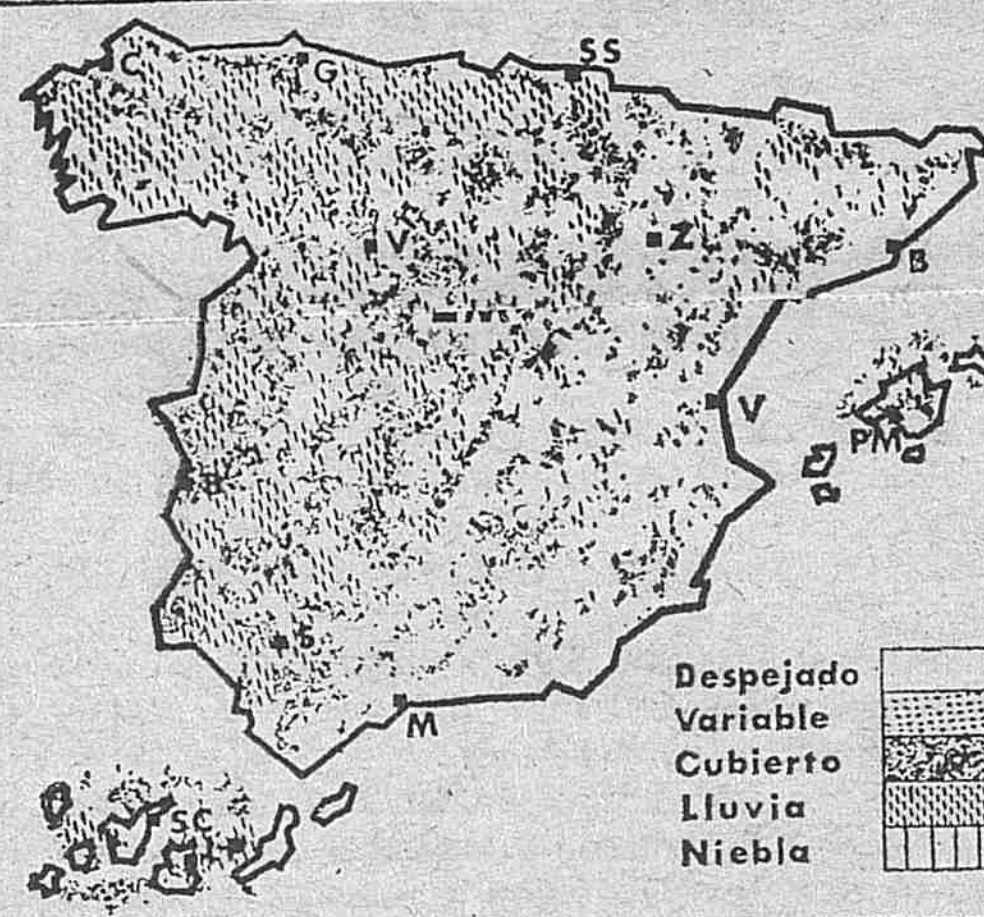 C
G
SS
V
Z
B
M
V
PM
B
S
M
SC
Despejado
Variable
Cubierto
Lluvia
Niebla